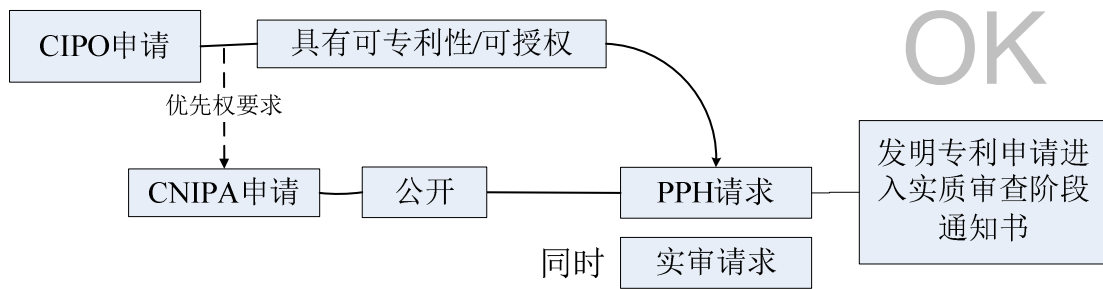 CIPO申请
具有可专利性/可授权
OK
优先权要求
CNIPA申请
公开
PPH请求
发明专利申请进
入实质审查阶段
通知书
同时
实审请求